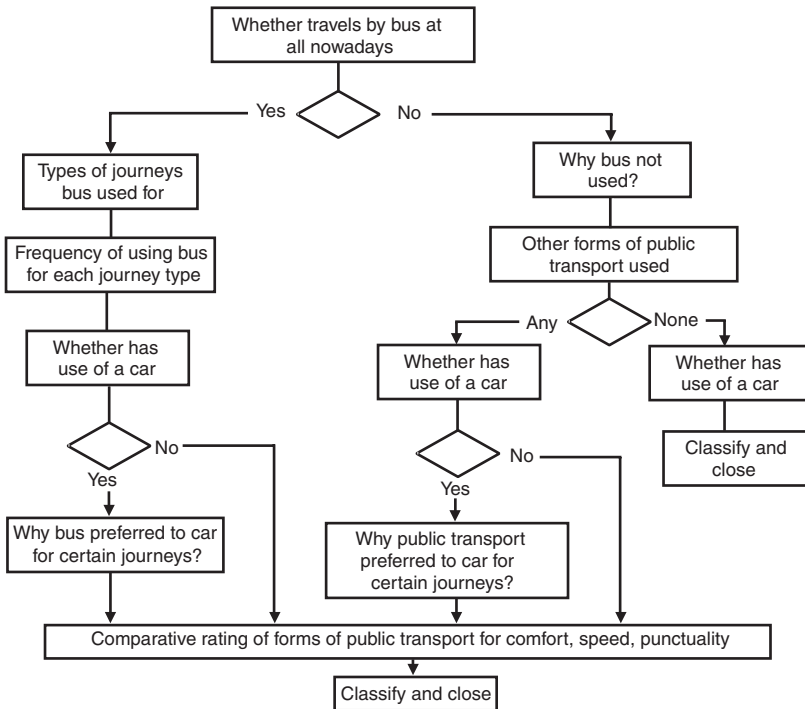 Whether travels by bus at
all nowadays
Yes
No
Types of journeys
bus used for
Why bus not
used?
Frequency of using bus
for each journey type
Other forms of public
transport used
Any
None
Whether has
use of a car
Whether has
use of a car
Whether has
use of a car
No
Yes
No
Yes
Classify and
close
Why bus preferred to car
for certain journeys?
Why public transport
preferred to car for
certain journeys?
Comparative rating of forms of public transport for comfort, speed, punctuality
Classify and close